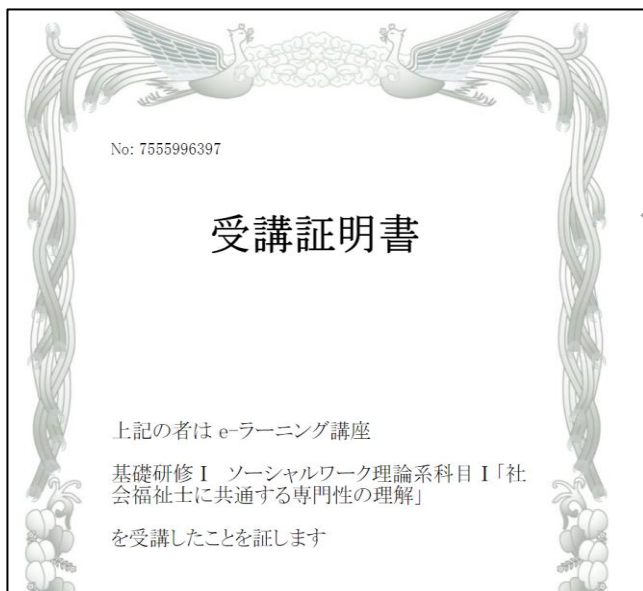 No: 7555996397
受講証明書
上記の者は e-ラーニング講座
基礎研修Ⅰ　ソーシャルワーク理論系科目Ⅰ「社
会福祉士に共通する専門性の理解」
を受講したことを証します